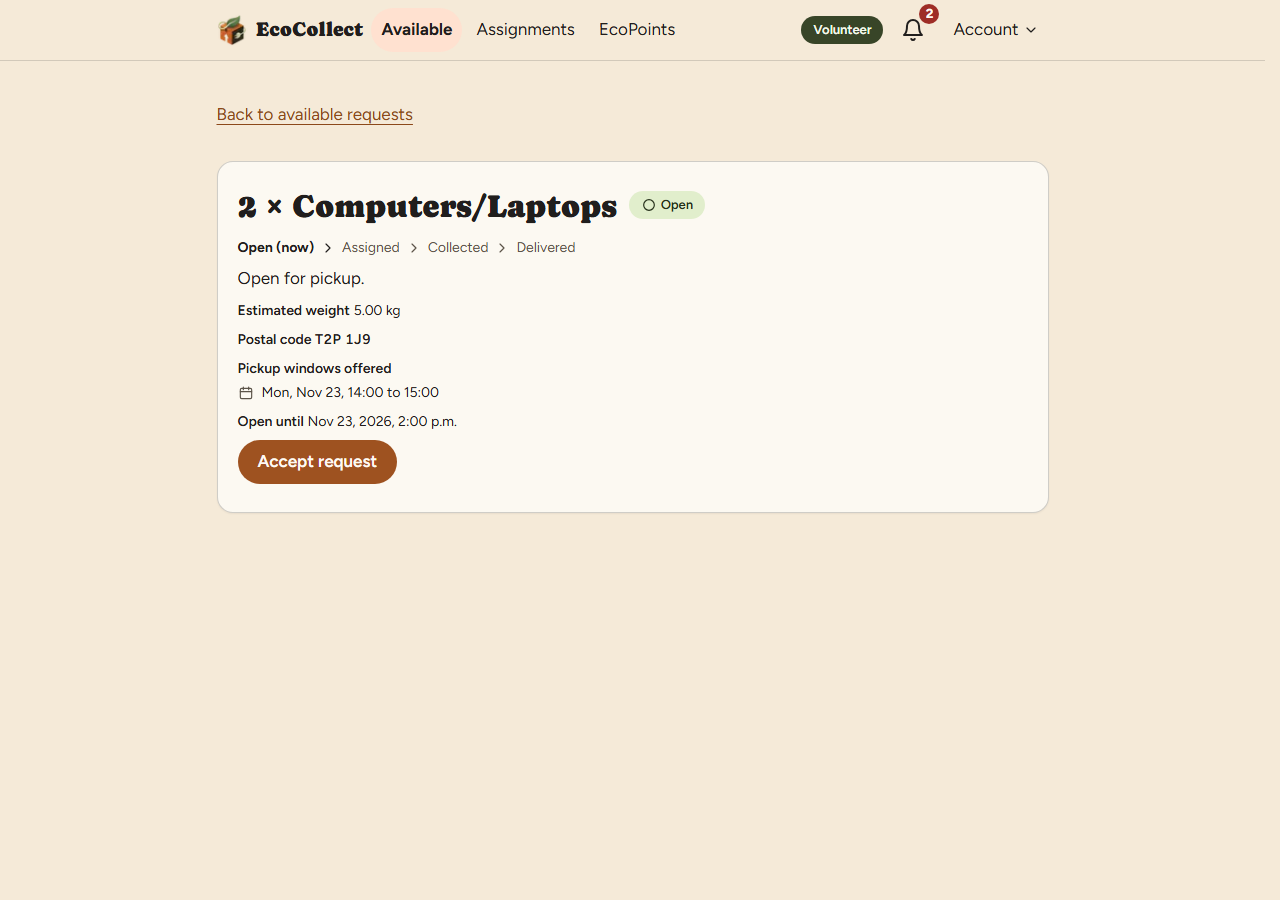 EcoCollect Available Assignments EcoPoints Volunteer 2 Account
Back to available requests
2 × Computers/Laptops Open
Open (now) > Assigned > Collected > Delivered
Open for pickup.
Estimated weight 5.00 kg
Postal code T2P 1J9
Pickup windows offered
Mon, Nov 23, 14:00 to 15:00
Open until Nov 23, 2026, 2:00 p.m.
Accept request